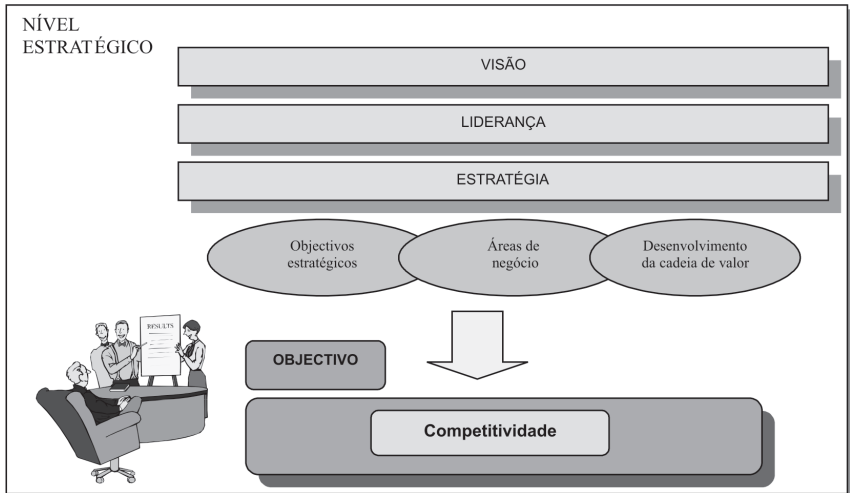 NÍVEL
ESTRATÉGICO
VISÃO
LIDERANÇA
ESTRATÉGIA
Objectivos
estratégicos
Áreas de
negócio
Desenvolvimento
da cadeia de valor
RESULTS
OBJECTIVO
Competitividade